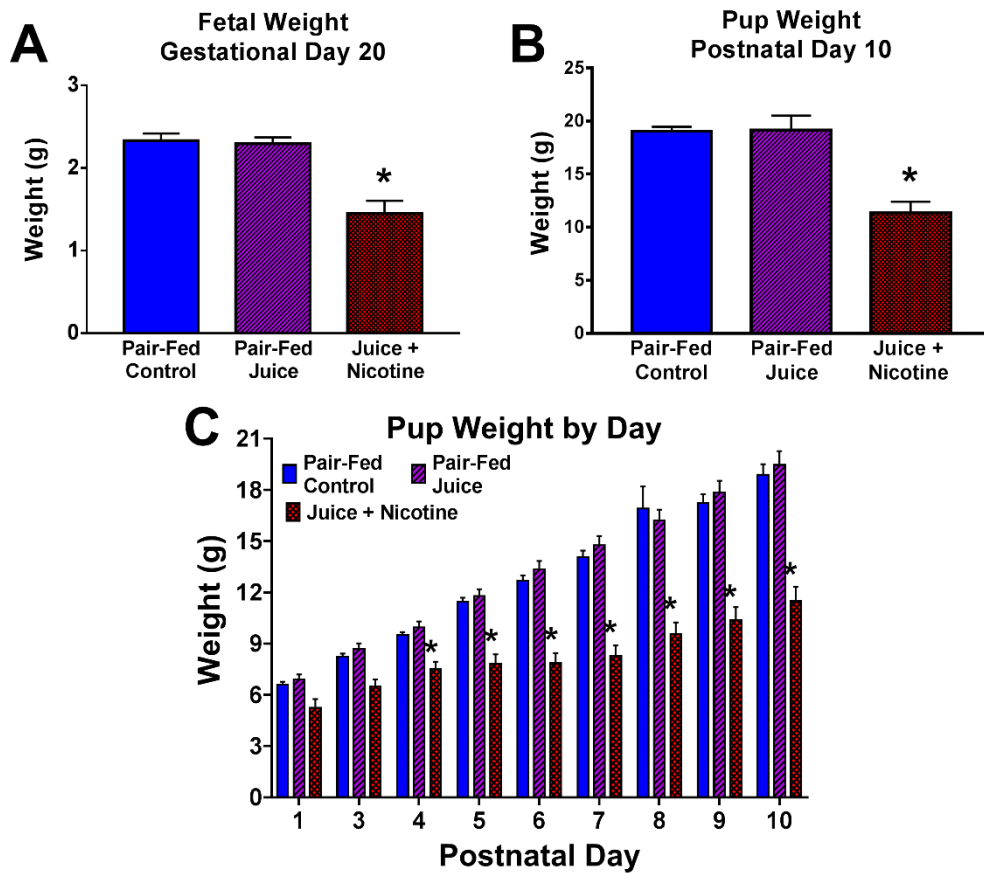 A
Fetal Weight
Gestational Day 20
Weight (g)
3
2
1
0
Pair-Fed
Control
Pair-Fed
Juice
*
Juice +
Nicotine
B
Pup Weight
Postnatal Day 10
Weight (g)
25
20
15
10
5
0
Pair-Fed
Control
Pair-Fed
Juice
*
Juice +
Nicotine
C
Pup Weight by Day
Pair-Fed
Control
Pair-Fed
Juice
Juice + Nicotine
Weight (g)
21
18
15
12
9
6
3
0
* * * * * * *
1 3 4 5 6 7 8 9 10
Postnatal Day